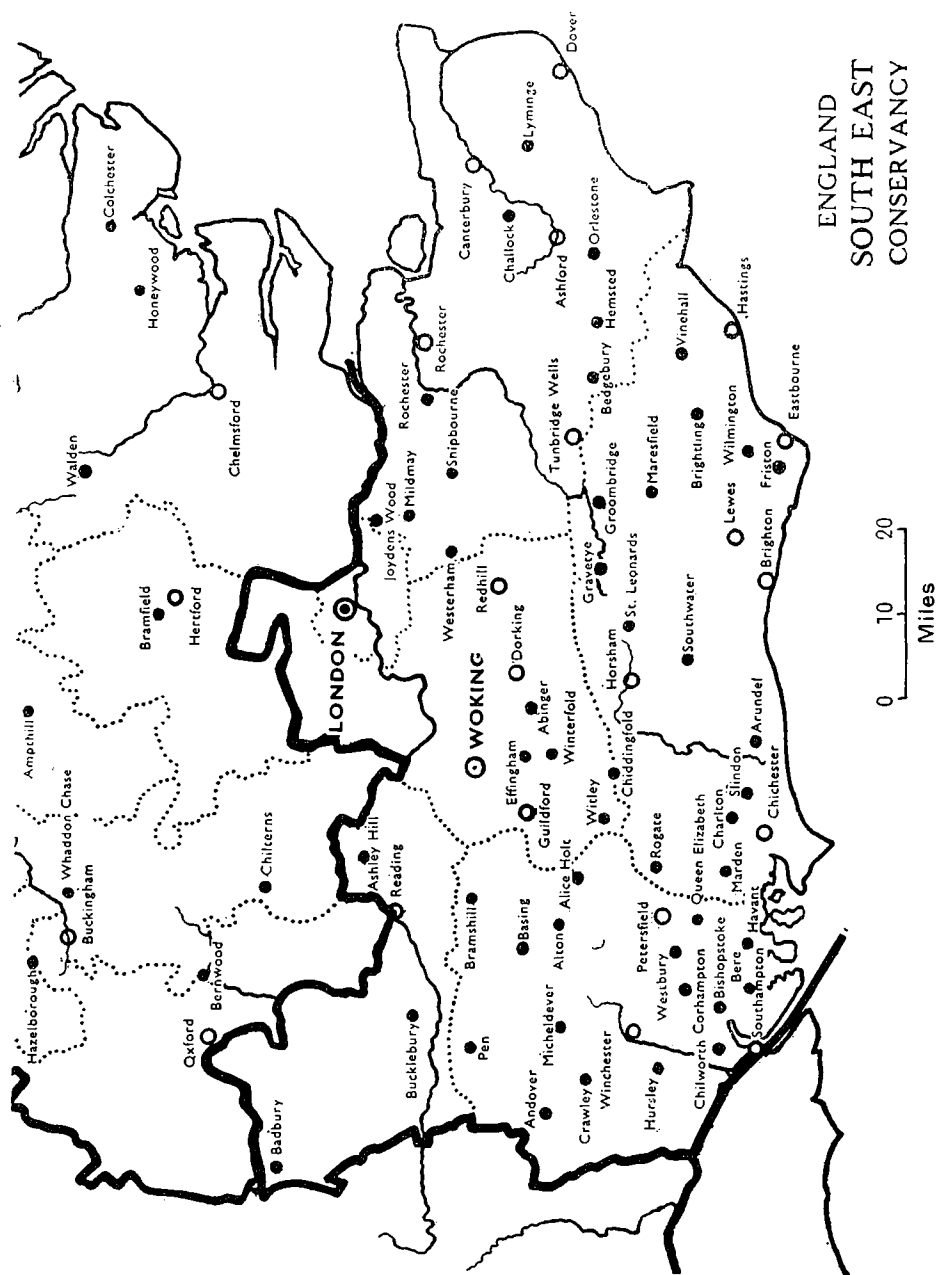 ENGLAND
SOUTH EAST
CONSERVANCY
Hazelborough
Whaddon Chase
Buckingham
Ampthill
Walden
Colchester
Honeywood
Bramfield
Hertford
Chelmsford
Oxford
Bernwood
Chilterns
Badbury
LONDON
Ashley Hill
Reading
Bucklebury
Joydens Wood
Mildmay
Rochester
Rochester
Snipbourne
Westerham
Canterbury
Challock
Lyminge
Dover
Ashford
Orlestone
Hemsted
Bedgebury
Tunbridge Wells
WOKING
Redhill
Dorking
Effingham
Abinger
Guildford
Winterfold
Bramshill
Pen
Basing
Alton
Alice Holt
Andover
Micheldever
Crawley
Winchester
Witley
Chiddingfold
Horsham
St. Leonards
Gravetye
Groombridge
Maresfield
Vinehall
Hastings
Hursley
Petersfield
Rogate
Westbury
Queen Elizabeth
Southwater
Brightling
Wilmington
Lewes
Friston
Eastbourne
Brighton
Chilworth
Corhampton
Bishopstoke
Bere
Havant
Southampton
Mardon
Charlton
Slindon
Chichester
Arundel
0 10 20
Miles